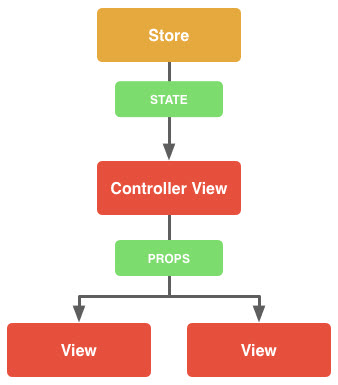 Store
STATE
Controller View
PROPS
View
View